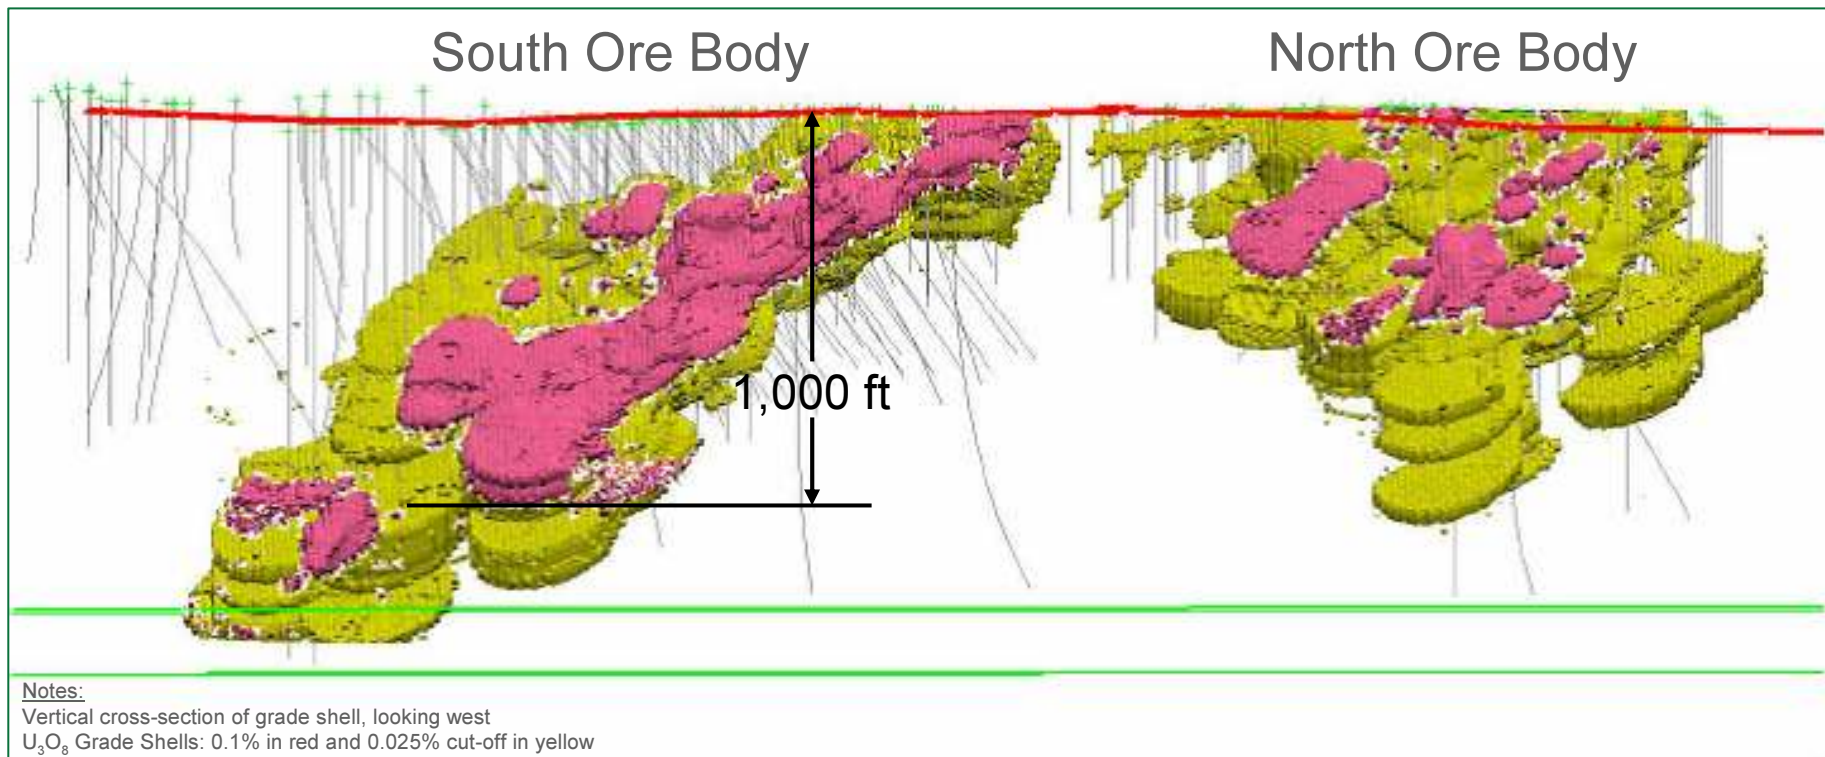 South Ore Body
North Ore Body
1,000 ft
Notes:
Vertical cross-section of grade shell, looking west
U₃O₈ Grade Shells: 0.1% in red and 0.025% cut-off in yellow